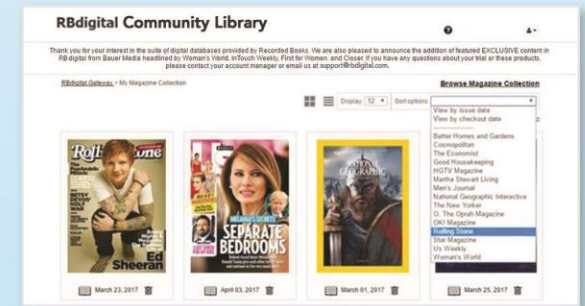 RBdigital Community Library
Thank you for your interest in the suite of digital databases provided by Recorded Books. We are also pleased to announce the addition of featured EXCLUSIVE content in
RBdigital from Bauer Media headlined by Woman's World, InTouch Weekly, First for Women, and Closer. If you have any questions about your trial or these products,
please contact your account manager or email us at support@rbdigital.com.
RBdigital Gateway > My Magazine Collection
Browse Magazine Collection
Display 12 Sort options
View by issue date
View by checkout date
Better Homes and Gardens
Cosmopolitan
The Economist
Good Housekeeping
HGTV Magazine
Martha Stewart Living
Men's Journal
National Geographic Interactive
The New Yorker
O, The Oprah Magazine
OK! Magazine
Rolling Stone
Star Magazine
Us Weekly
Woman's World
Ed
Sheeran
MELANIA'S SECRETS
SEPARATE
BEDROOMS
NATIONAL
GEOGRAPHIC
March 23, 2017
April 03, 2017
March 01, 2017
March 25, 2017